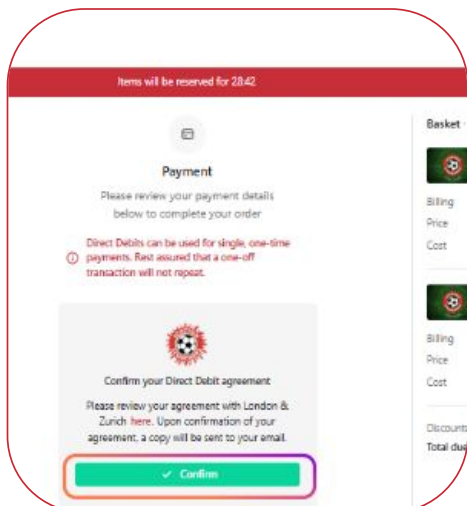 Items will be reserved for 28:42
Payment
Please review your payment details
below to complete your order
Direct Debits can be used for single, one-time
payments. Rest assured that a one-off
transaction will not repeat.
Confirm your Direct Debit agreement
Please review your agreement with London &
Zurich here. Upon confirmation of your
agreement, a copy will be sent to your email.
Confirm
Basket
Billing
Price
Cost
Billing
Price
Cost
Discounts
Total due